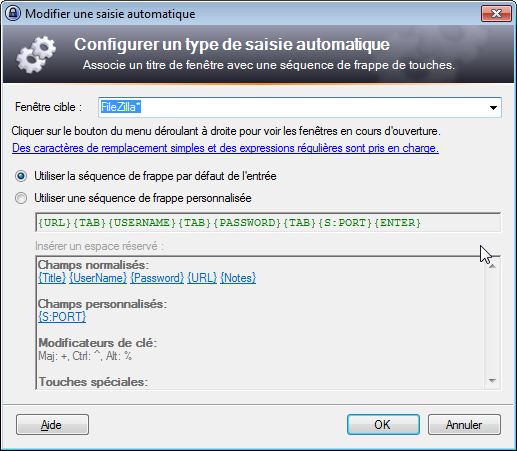 Modifier une saisie automatique
Configurer un type de saisie automatique
Associe un titre de fenêtre avec une séquence de frappe de touches.
Fenêtre cible : FileZilla*
Cliquer sur le bouton du menu déroulant à droite pour voir les fenêtres en cours d'ouverture.
Des caractères de remplacement simples et des expressions régulières sont pris en charge.
Utiliser la séquence de frappe par défaut de l'entrée
Utiliser une séquence de frappe personnalisée
{URL}{TAB}{USERNAME}{TAB}{PASSWORD}{TAB}{S:PORT}{ENTER}
Insérer un espace réservé :
Champs normalisés:
{Title} {UserName} {Password} {URL} {Notes}
Champs personnalisés:
{S:PORT}
Modificateurs de clé:
Maj: +, Ctrl: ^, Alt: %
Touches spéciales:
Aide OK Annuler